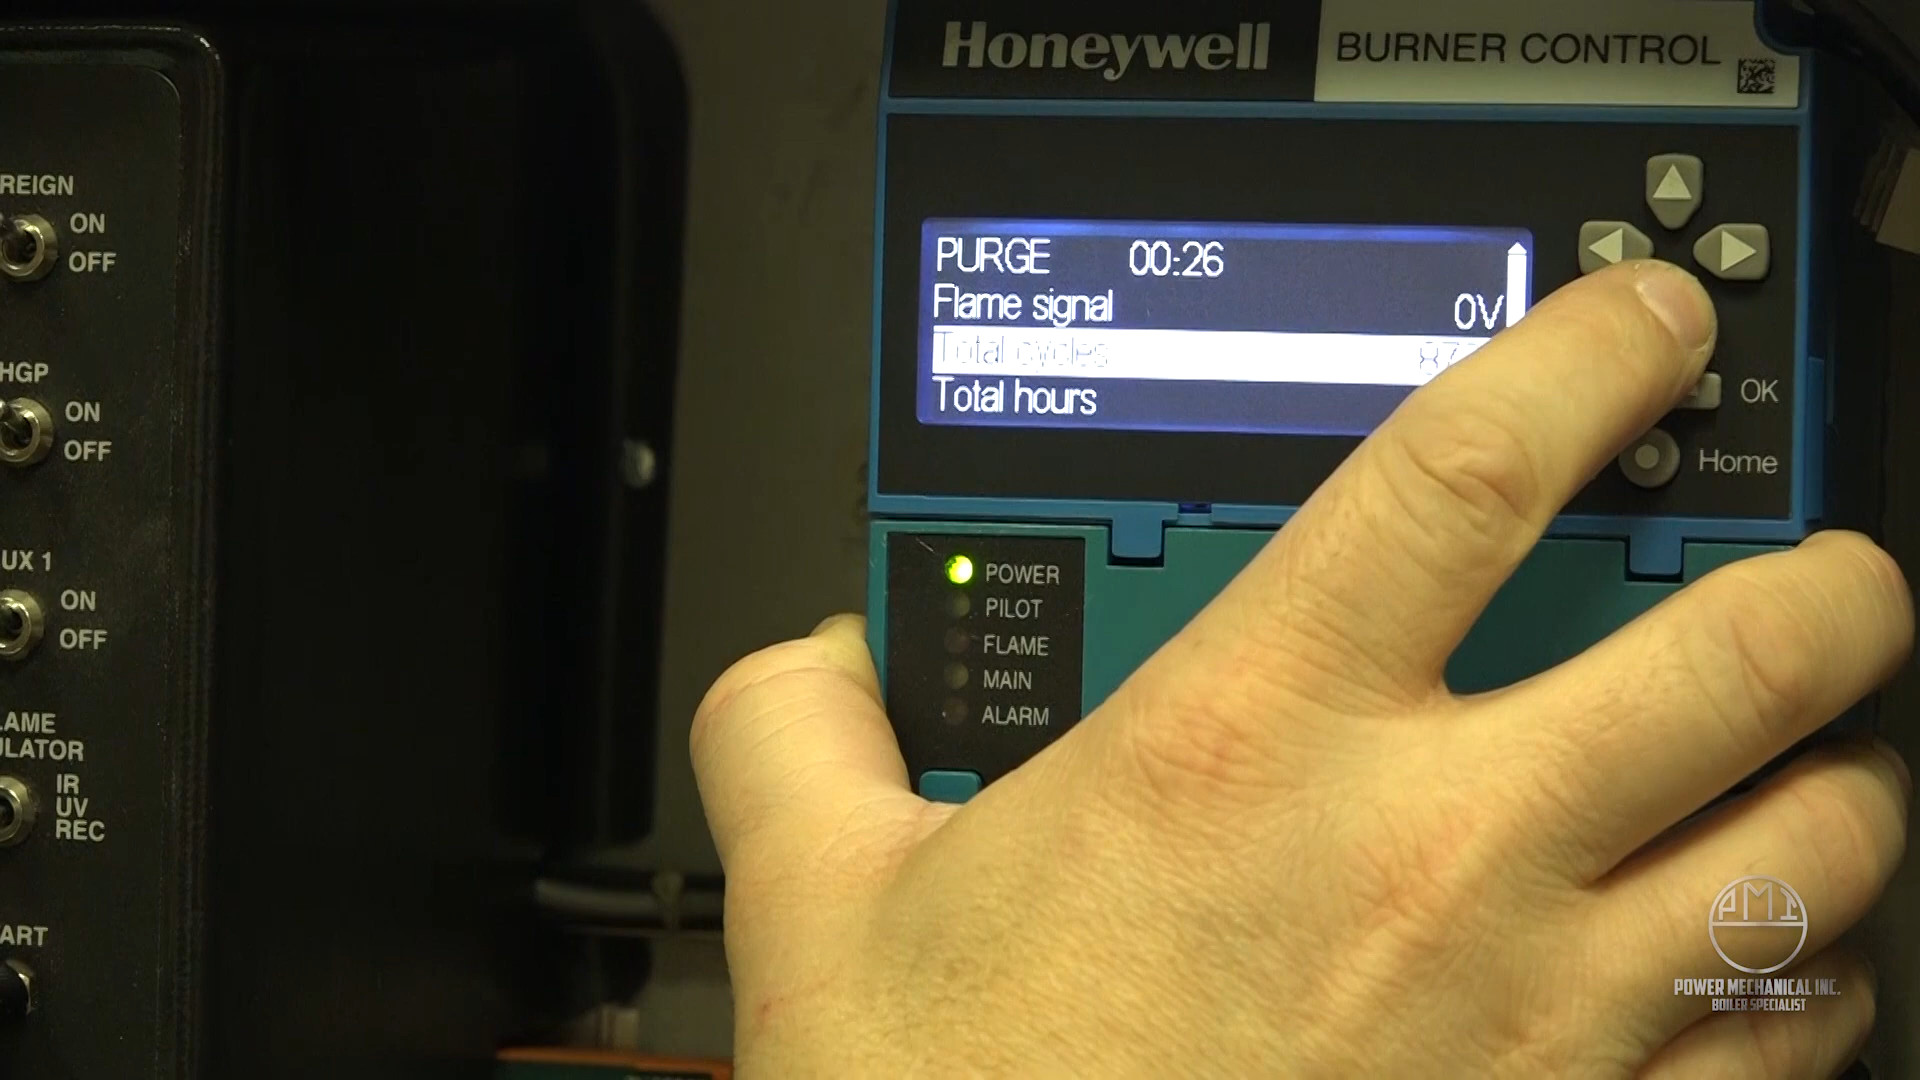 Honeywell
BURNER CONTROL
PURGE 00:26
Flame signal 0V
Total cycles
Total hours
OK
Home
POWER
PILOT
FLAME
MAIN
ALARM
REIGN
ON
OFF
HGP
ON
OFF
UX 1
ON
OFF
LAME
ULATOR
IR
UV
REC
ART
PMI
POWER MECHANICAL INC.
BOILER SPECIALIST